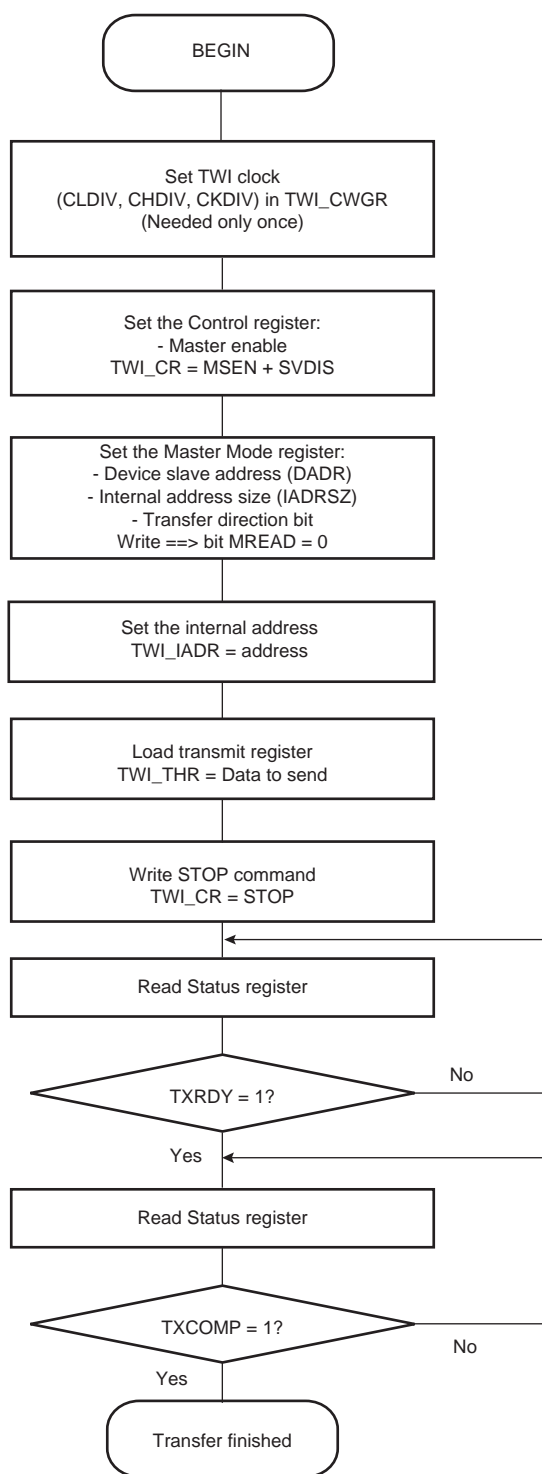 BEGIN
Set TWI clock
(CLDIV, CHDIV, CKDIV) in TWI_CWGR
(Needed only once)
Set the Control register:
- Master enable
TWI_CR = MSEN + SVDIS
Set the Master Mode register:
- Device slave address (DADR)
- Internal address size (IADRSZ)
- Transfer direction bit
Write ==> bit MREAD = 0
Set the internal address
TWI_IADR = address
Load transmit register
TWI_THR = Data to send
Write STOP command
TWI_CR = STOP
Read Status register
TXRDY = 1?
No
Yes
Read Status register
TXCOMP = 1?
No
Yes
Transfer finished